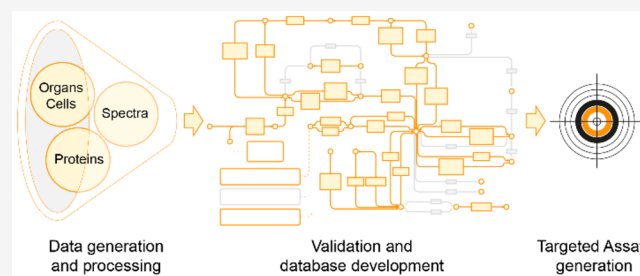 Organs
Cells
Spectra
Proteins
Data generation
and processing
Validation and
database development
Targeted Assa
generation